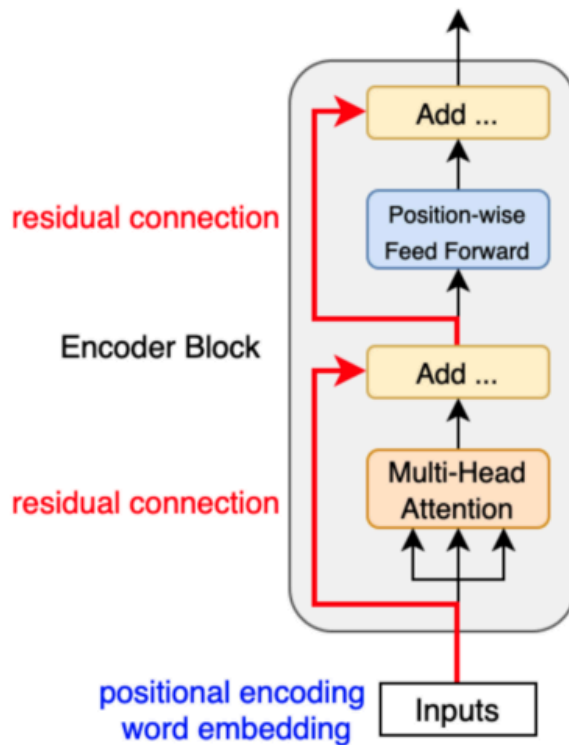 Add ...
residual connection
Position-wise
Feed Forward
Encoder Block
Add ...
residual connection
Multi-Head
Attention
positional encoding
word embedding
Inputs